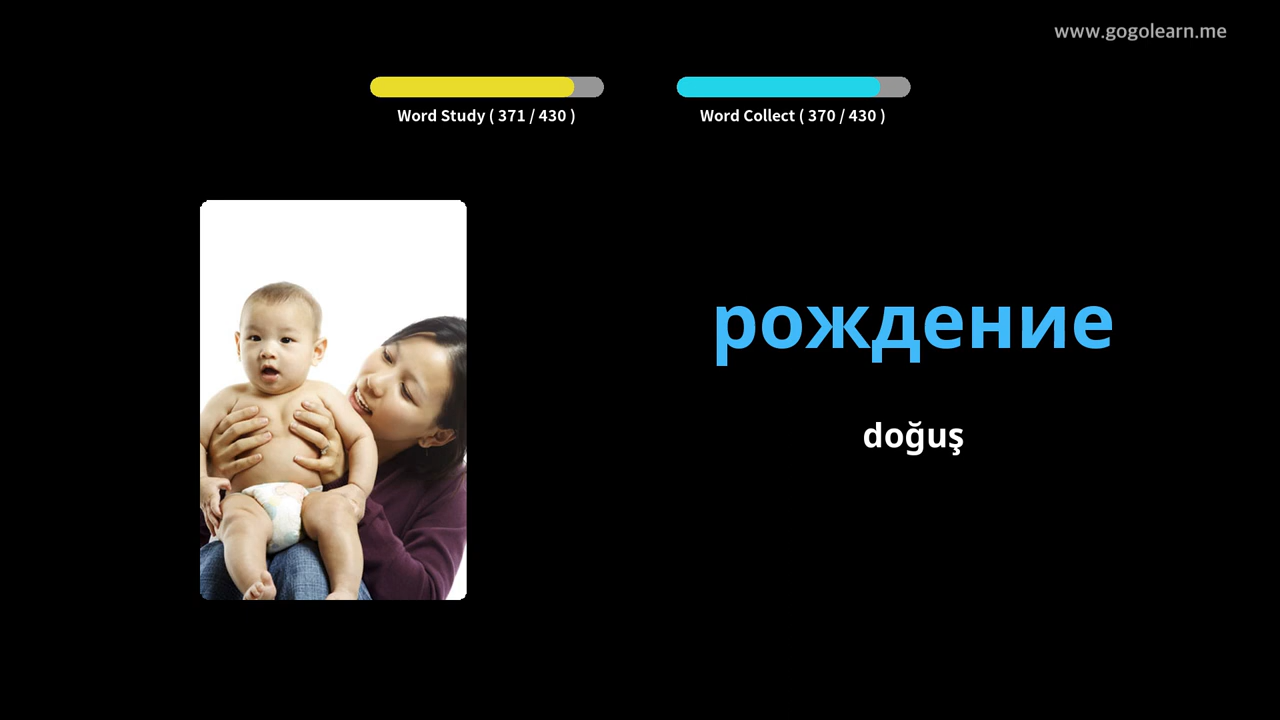 www.gogolearn.me
Word Study ( 371 / 430 )
Word Collect ( 370 / 430 )
рождение
doğuş